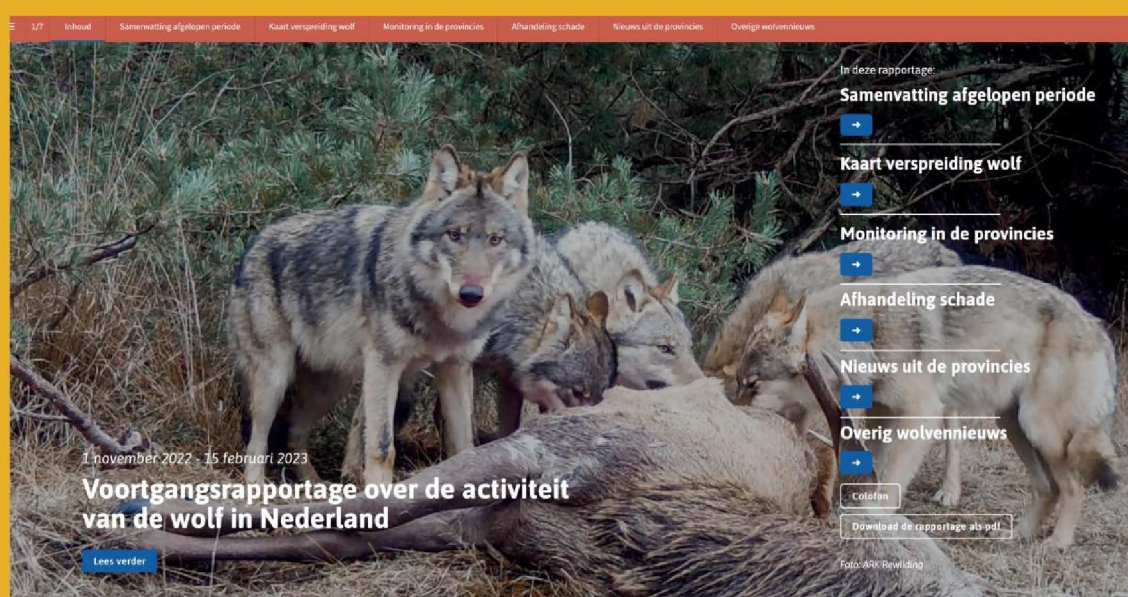 1/7
Inhoud
Samenvatting afgelopen periode
Kaart verspreiding wolf
Monitoring in de provincies
Afhandeling schade
Nieuws uit de provincies
Overige wolvennieuws
In deze rapportage:
Samenvatting afgelopen periode
Kaart verspreiding wolf
Monitoring in de provincies
Afhandeling schade
Nieuws uit de provincies
Overig wolvennieuws
Colofon
Download de rapportage als pdf
Foto: ARK Rewilding
1 november 2022 - 15 februari 2023
Voortgangsrapportage over de activiteit
van de wolf in Nederland
Lees verder